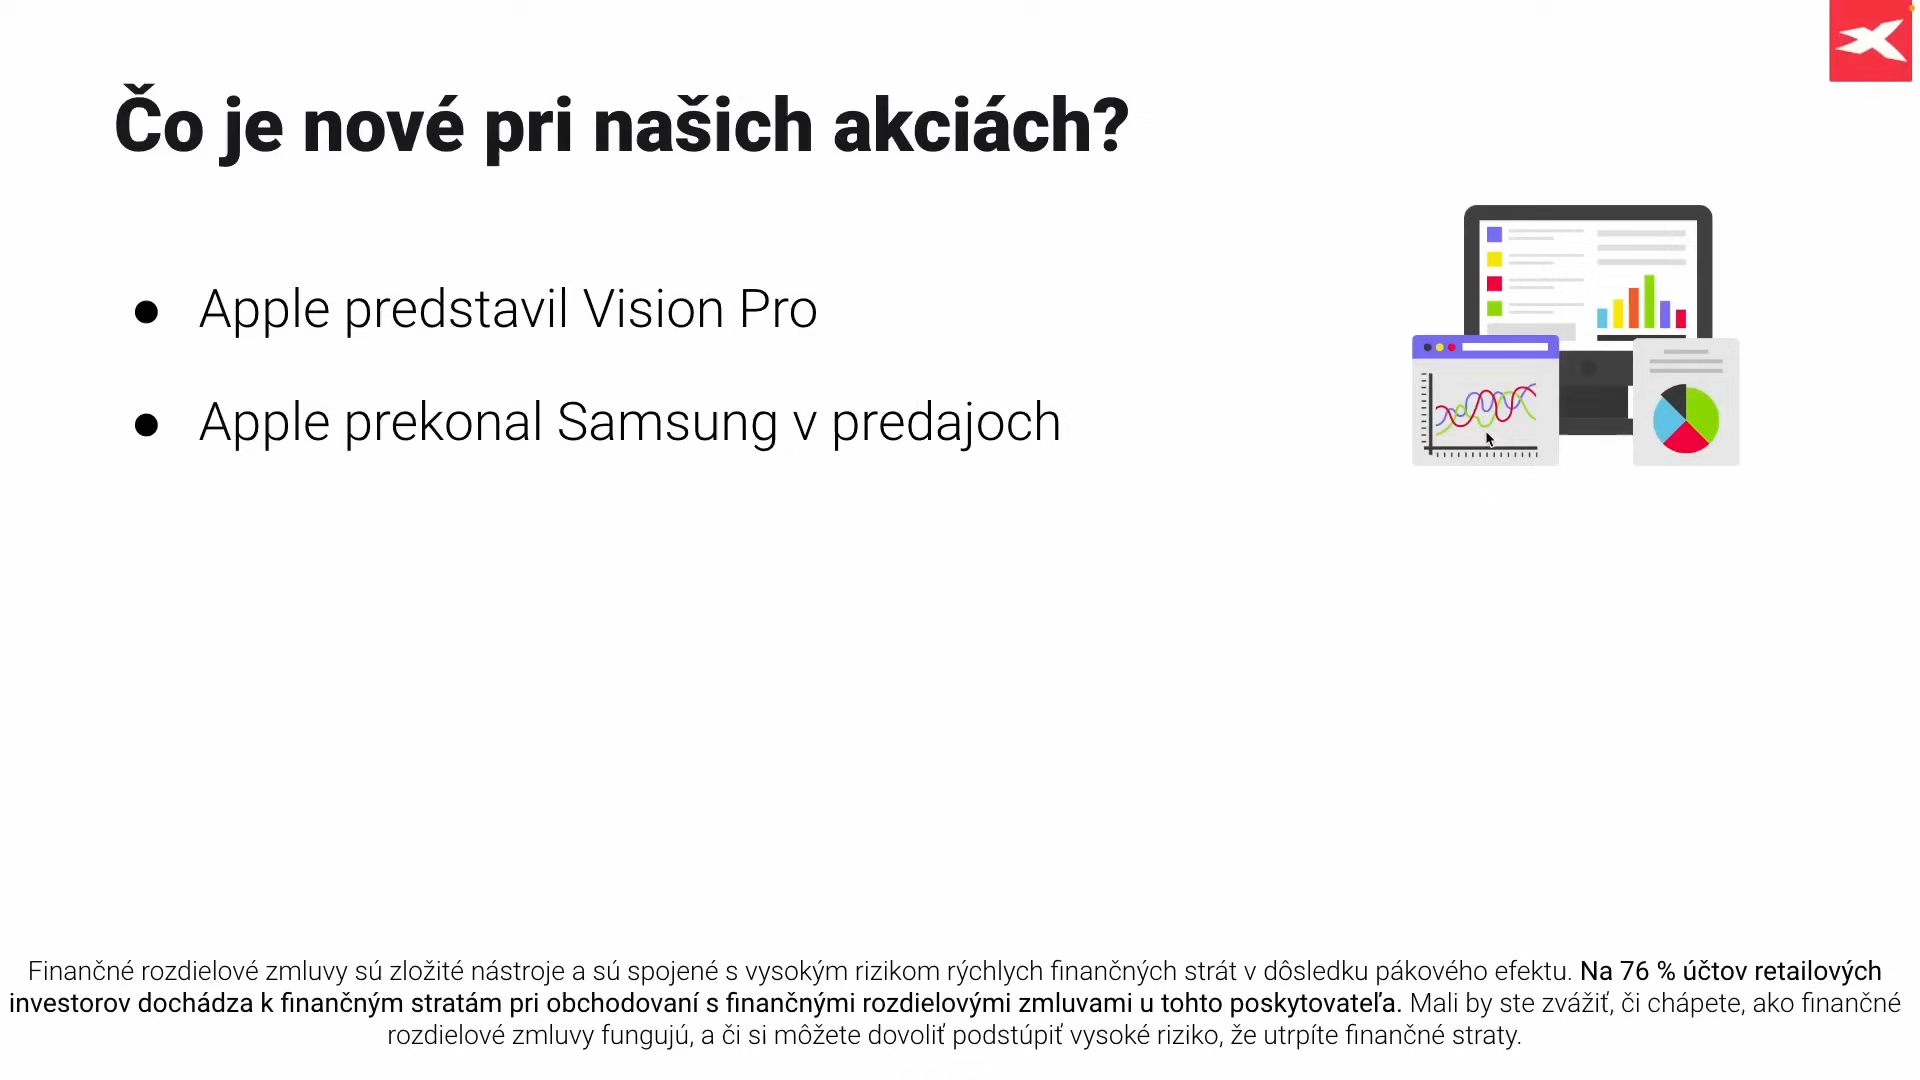 Čo je nové pri našich akciách?
● Apple predstavil Vision Pro
● Apple prekonal Samsung v predajoch
Finančné rozdielové zmluvy sú zložité nástroje a sú spojené s vysokým rizikom rýchlych finančných strát v dôsledku pákového efektu. Na 76 % účtov retailových
investorov dochádza k finančným stratám pri obchodovaní s finančnými rozdielovými zmluvami u tohto poskytovateľa. Mali by ste zvážiť, či chápete, ako finančné
rozdielové zmluvy fungujú, a či si môžete dovoliť podstúpiť vysoké riziko, že utrpíte finančné straty.